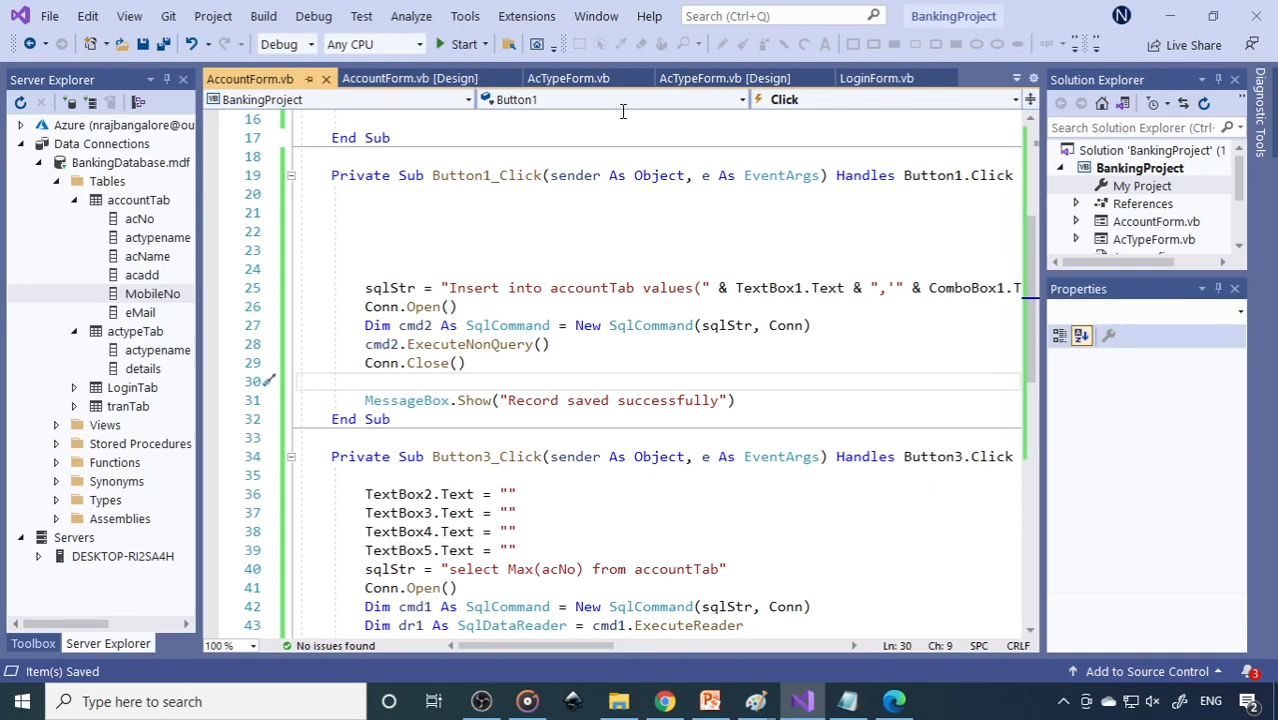 File Edit View Git Project Build Debug Test Analyze Tools Extensions Window Help Search (Ctrl+Q) BankingProject N
Debug Any CPU Start Live Share
Server Explorer
Azure (nrajbangalore@ou
Data Connections
BankingDatabase.mdf
Tables
accountTab
acNo
actypename
acName
acadd
MobileNo
eMail
actypeTab
actypename
details
LoginTab
tranTab
Views
Stored Procedures
Functions
Synonyms
Types
Assemblies
Servers
DESKTOP-RI2SA4H
Toolbox Server Explorer
AccountForm.vb AccountForm.vb [Design] AcTypeForm.vb AcTypeForm.vb [Design] LoginForm.vb
BankingProject Button1 Click
16
17 End Sub
18
19 Private Sub Button1_Click(sender As Object, e As EventArgs) Handles Button1.Click
20
21
22
23
24
25 sqlStr = "Insert into accountTab values(" & TextBox1.Text & ",'" & ComboBox1.T
26 Conn.Open()
27 Dim cmd2 As SqlCommand = New SqlCommand(sqlStr, Conn)
28 cmd2.ExecuteNonQuery()
29 Conn.Close()
30
31 MessageBox.Show("Record saved successfully")
32 End Sub
33
34 Private Sub Button3_Click(sender As Object, e As EventArgs) Handles Button3.Click
35
36 TextBox2.Text = ""
37 TextBox3.Text = ""
38 TextBox4.Text = ""
39 TextBox5.Text = ""
40 sqlStr = "select Max(acNo) from accountTab"
41 Conn.Open()
42 Dim cmd1 As SqlCommand = New SqlCommand(sqlStr, Conn)
43 Dim dr1 As SqlDataReader = cmd1.ExecuteReader
100 % No issues found Ln: 30 Ch: 9 SPC CRLF
Solution Explorer
Search Solution Explorer (Ctrl-
Solution 'BankingProject' (1
BankingProject
My Project
References
AccountForm.vb
AcTypeForm.vb
Properties
Diagnostic Tools
Item(s) Saved Add to Source Control 3
Type here to search ENG 2